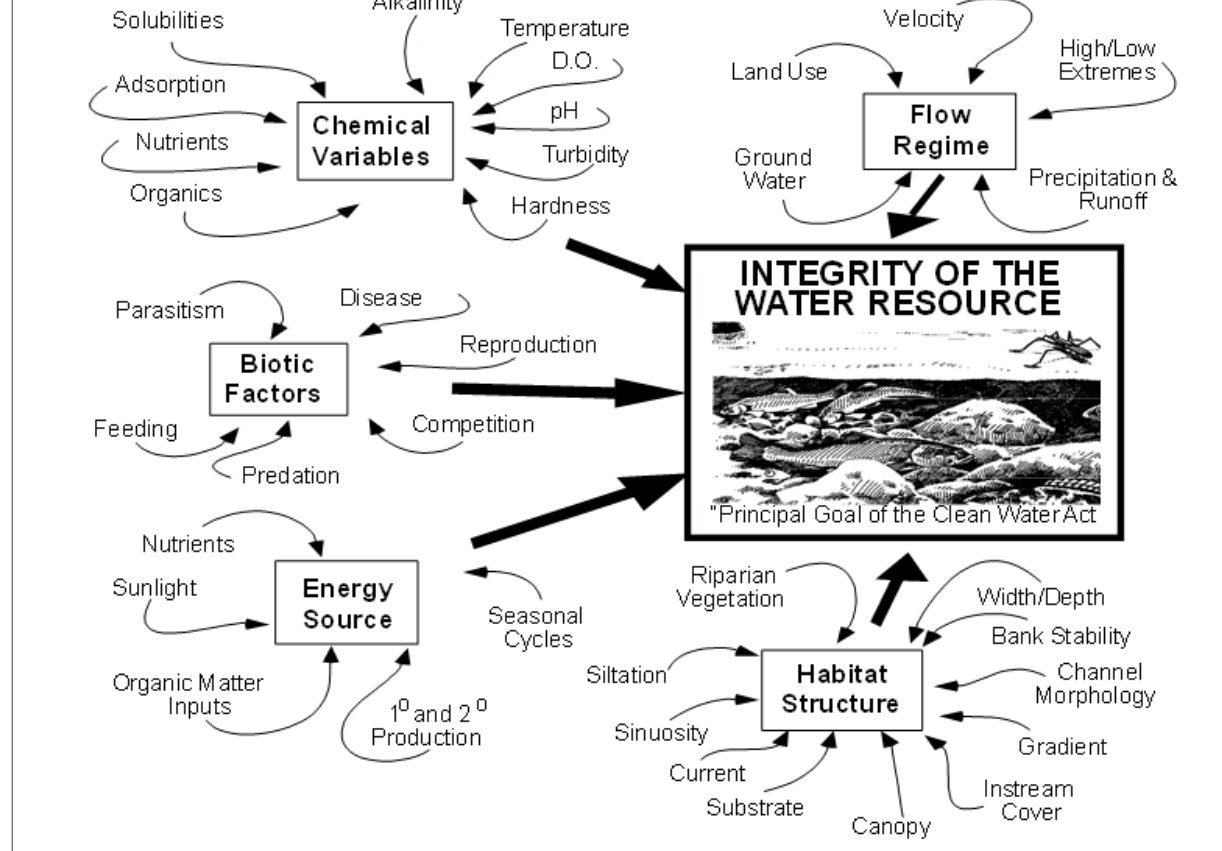 Alkalinity
Solubilities
Temperature
D.O.
Adsorption
pH
Chemical
Variables
Nutrients
Turbidity
Organics
Hardness
Velocity
High/Low
Extremes
Land Use
Flow
Regime
Ground
Water
Precipitation &
Runoff
INTEGRITY OF THE
WATER RESOURCE
"Principal Goal of the Clean Water Act
Parasitism
Disease
Reproduction
Biotic
Factors
Feeding
Competition
Predation
Nutrients
Sunlight
Energy
Source
Seasonal
Cycles
Organic Matter
Inputs
1⁰ and 2⁰
Production
Riparian
Vegetation
Width/Depth
Bank Stability
Siltation
Habitat
Structure
Channel
Morphology
Sinuosity
Gradient
Current
Substrate
Canopy
Instream
Cover